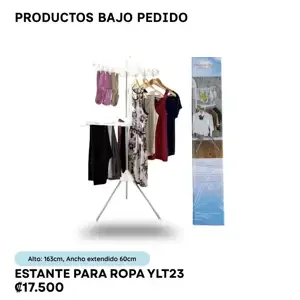 PRODUCTOS BAJO PEDIDO
Alto: 163cm, Ancho extendido 60cm
ESTANTE PARA ROPA YLT23
₡17.500